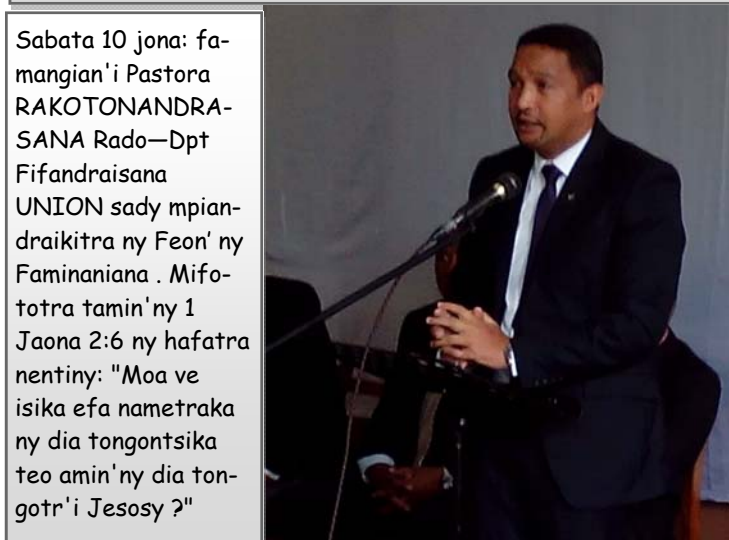 Sabata 10 jona: fa-
mangian'i Pastora
RAKOTONANDRA-
SANA Rado—Dpt
Fifandraisana
UNION sady mpian-
draikitra ny Feon' ny
Faminaniana . Mifo-
totra tamin'ny 1
Jaona 2:6 ny hafatra
nentiny: "Moa ve
isika efa nametraka
ny dia tongontsika
teo amin'ny dia ton-
gotr'i Jesosy ?"